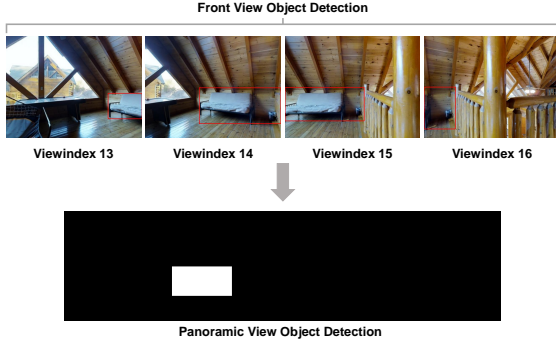 Front View Object Detection
Viewindex 13
Viewindex 14
Viewindex 15
Viewindex 16
Panoramic View Object Detection